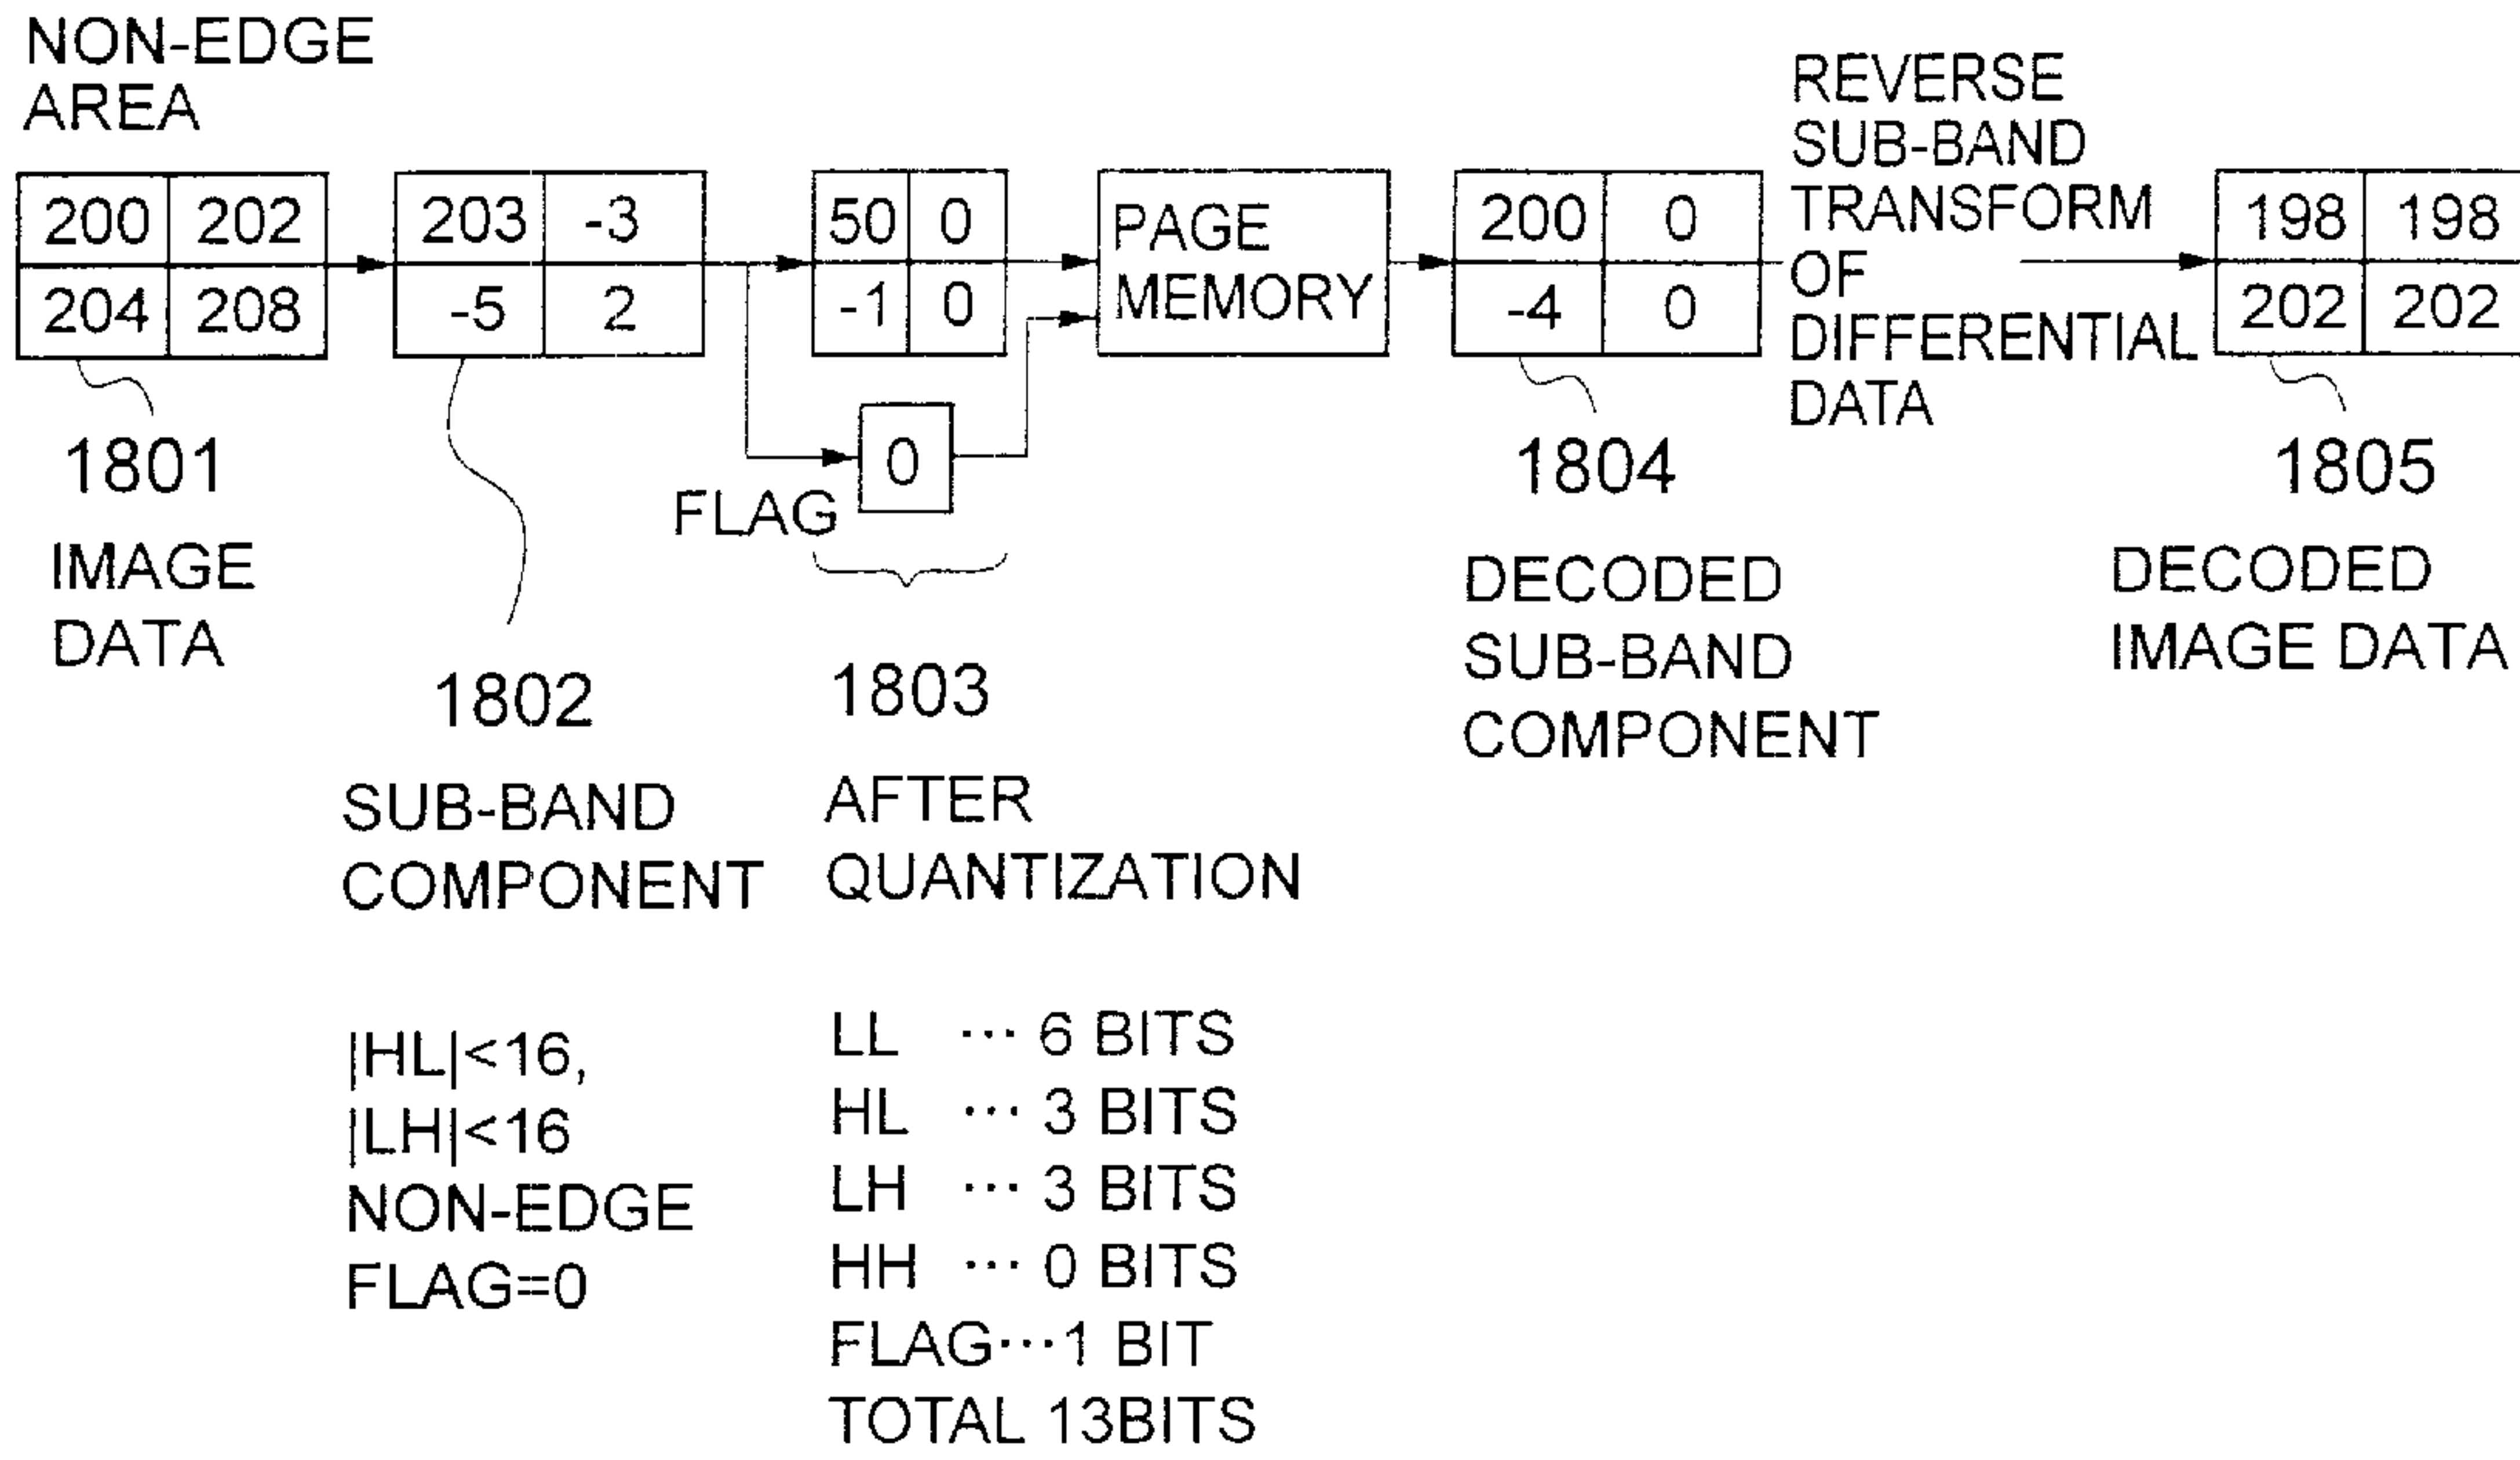 NON-EDGE
AREA
200 202
204 208
1801
IMAGE
DATA
203 -3
-5 2
1802
SUB-BAND
COMPONENT
|HL|<16,
|LH|<16
NON-EDGE
FLAG=0
50 0
-1 0
0
FLAG
1803
AFTER
QUANTIZATION
LL ··· 6 BITS
HL ··· 3 BITS
LH ··· 3 BITS
HH ··· 0 BITS
FLAG···1 BIT
TOTAL 13BITS
PAGE
MEMORY
200 0
-4 0
1804
DECODED
SUB-BAND
COMPONENT
REVERSE
SUB-BAND
TRANSFORM
OF
DIFFERENTIAL
DATA
198 198
202 202
1805
DECODED
IMAGE DATA